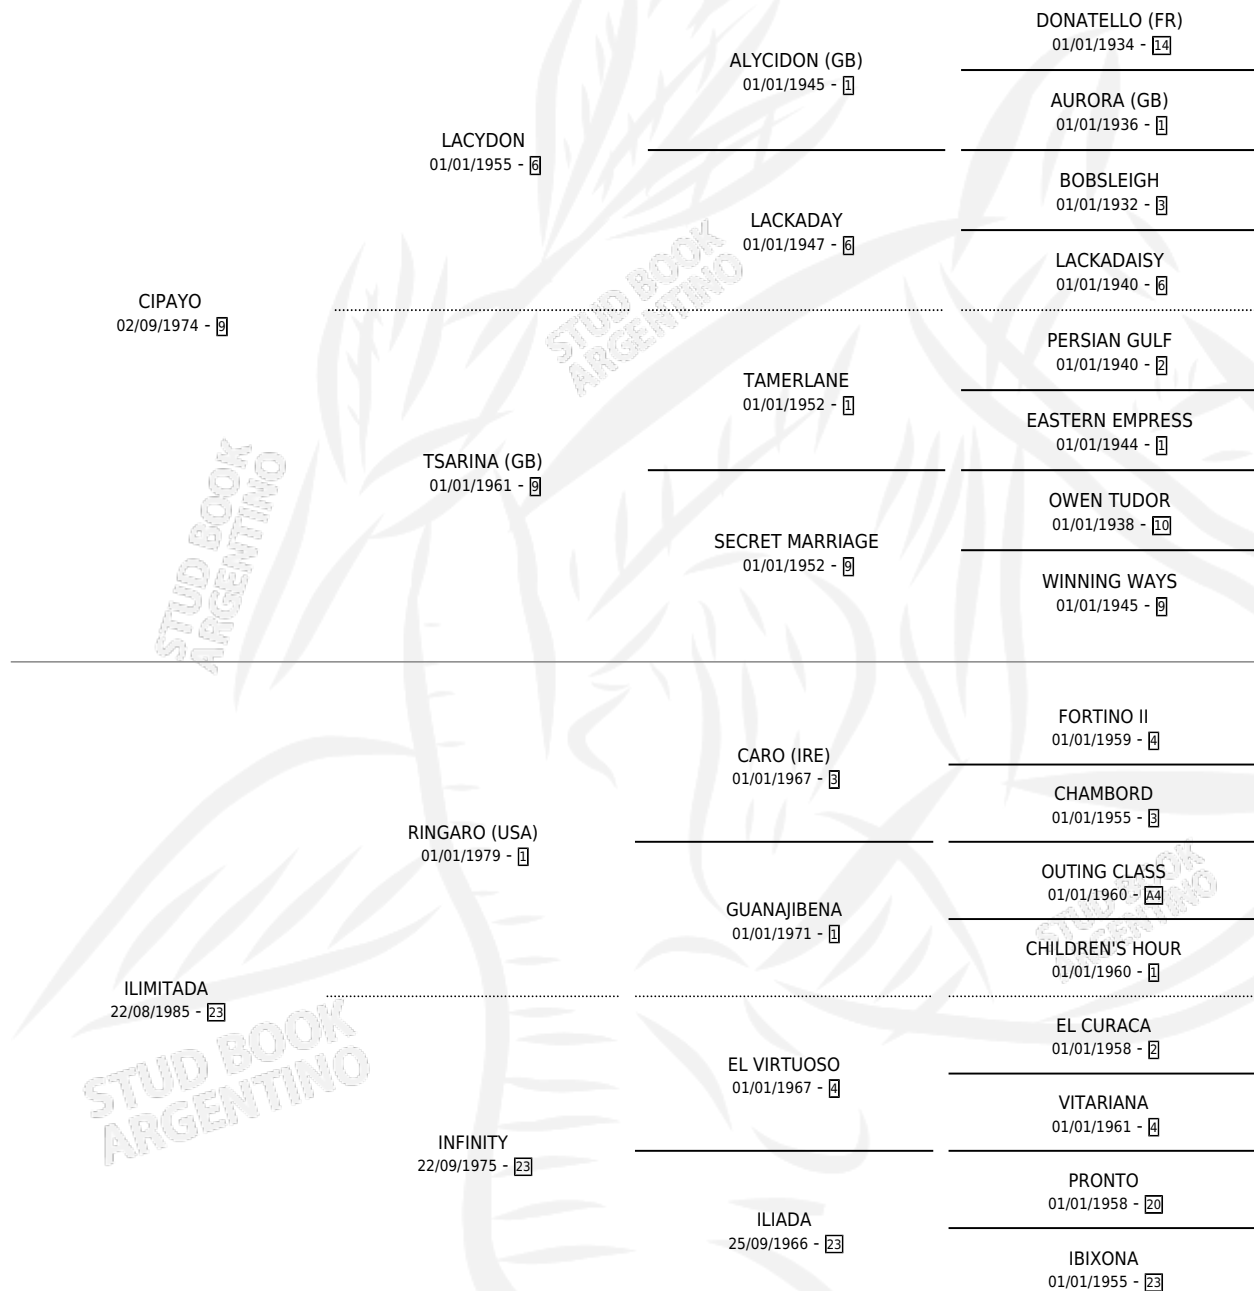 DONATELLO (FR)
01/01/1934 - 14
ALYCIDON (GB)
01/01/1945 - 1
AURORA (GB)
01/01/1936 - 1
LACYDON
01/01/1955 - 6
BOBSLEIGH
01/01/1932 - 3
LACKADAY
01/01/1947 - 6
LACKADAISY
01/01/1940 - 6
CIPAYO
02/09/1974 - 9
PERSIAN GULF
01/01/1940 - 2
TAMERLANE
01/01/1952 - 1
EASTERN EMPRESS
01/01/1944 - 1
TSARINA (GB)
01/01/1961 - 9
OWEN TUDOR
01/01/1938 - 10
SECRET MARRIAGE
01/01/1952 - 9
WINNING WAYS
01/01/1945 - 9
FORTINO II
01/01/1959 - 4
CARO (IRE)
01/01/1967 - 3
CHAMBORD
01/01/1955 - 3
RINGARO (USA)
01/01/1979 - 1
OUTING CLASS
01/01/1960 - A4
GUANAJIBENA
01/01/1971 - 1
CHILDREN'S HOUR
01/01/1960 - 1
ILIMITADA
22/08/1985 - 23
EL CURACA
01/01/1958 - 2
EL VIRTUOSO
01/01/1967 - 4
VITARIANA
01/01/1961 - 4
INFINITY
22/09/1975 - 23
PRONTO
01/01/1958 - 20
ILIADA
25/09/1966 - 23
IBIXONA
01/01/1955 - 23
STUD BOOK
ARGENTINO
STUD BOOK
ARGENTINO
STUD BOOK
ARGENTINO
STUD BOOK
ARGENTINO